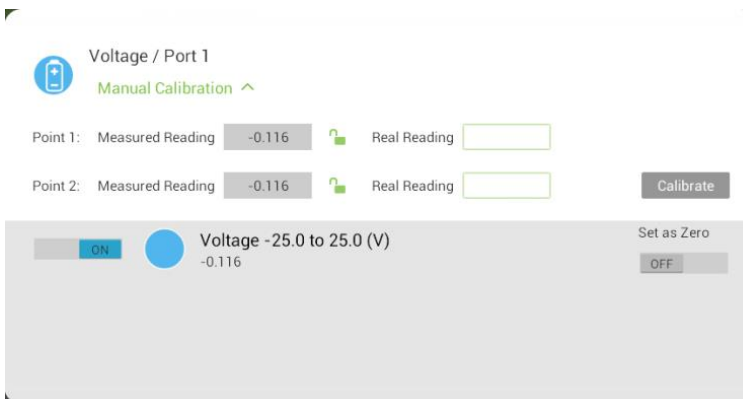 Voltage / Port 1
Manual Calibration
Point 1: Measured Reading -0.116 Real Reading
Point 2: Measured Reading -0.116 Real Reading Calibrate
Voltage -25.0 to 25.0 (V) Set as Zero
ON -0.116 OFF